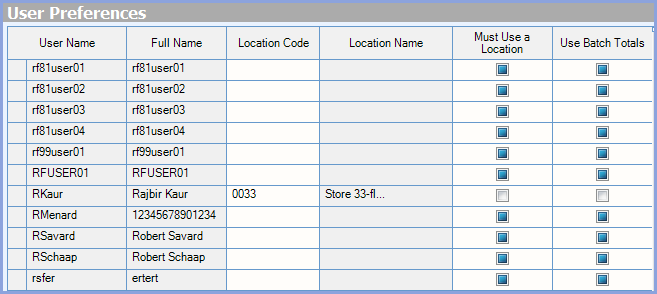 User Preferences
User Name Full Name Location Code Location Name Must Use a Location Use Batch Totals
rf81user01 rf81user01
rf81user02 rf81user02
rf81user03 rf81user03
rf81user04 rf81user04
rf99user01 rf99user01
RFUSER01 RFUSER01
RKaur Rajbir Kaur 0033 Store 33-fl...
RMenard 12345678901234
RSavard Robert Savard
RSchaap Robert Schaap
rsfer ertert